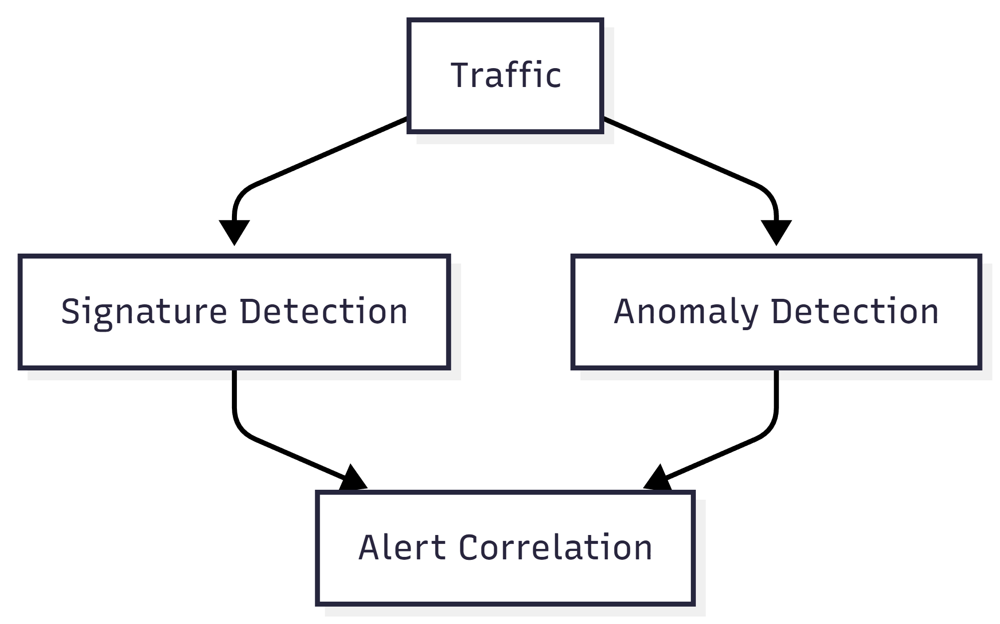 Traffic
Signature Detection
Anomaly Detection
Alert Correlation